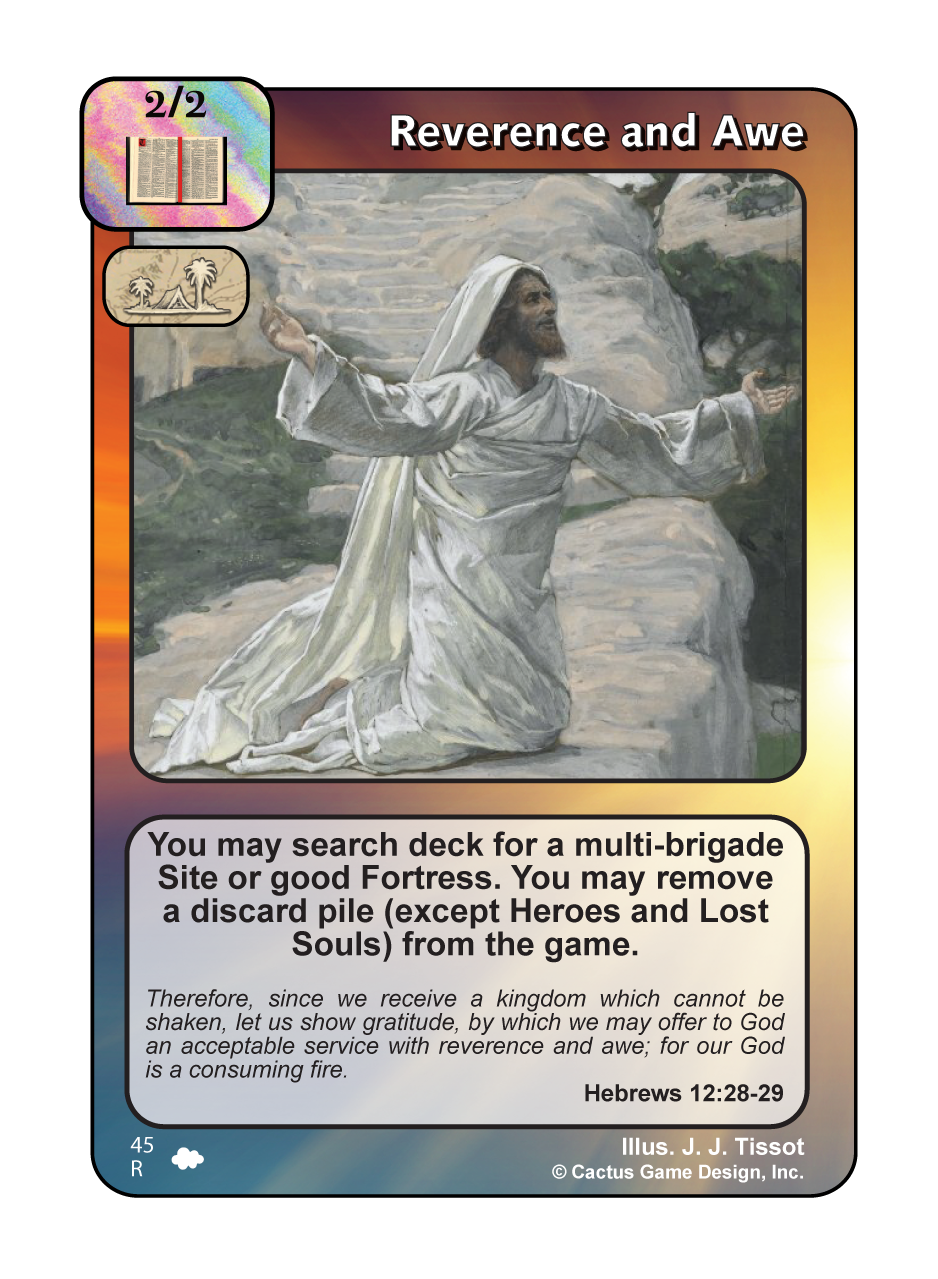 2/2
Reverence and Awe
You may search deck for a multi-brigade
Site or good Fortress. You may remove
a discard pile (except Heroes and Lost
Souls) from the game.
Therefore, since we receive a kingdom which cannot be
shaken, let us show gratitude, by which we may offer to God
an acceptable service with reverence and awe; for our God
is a consuming fire.
Hebrews 12:28-29
45
R
Illus. J. J. Tissot
© Cactus Game Design, Inc.